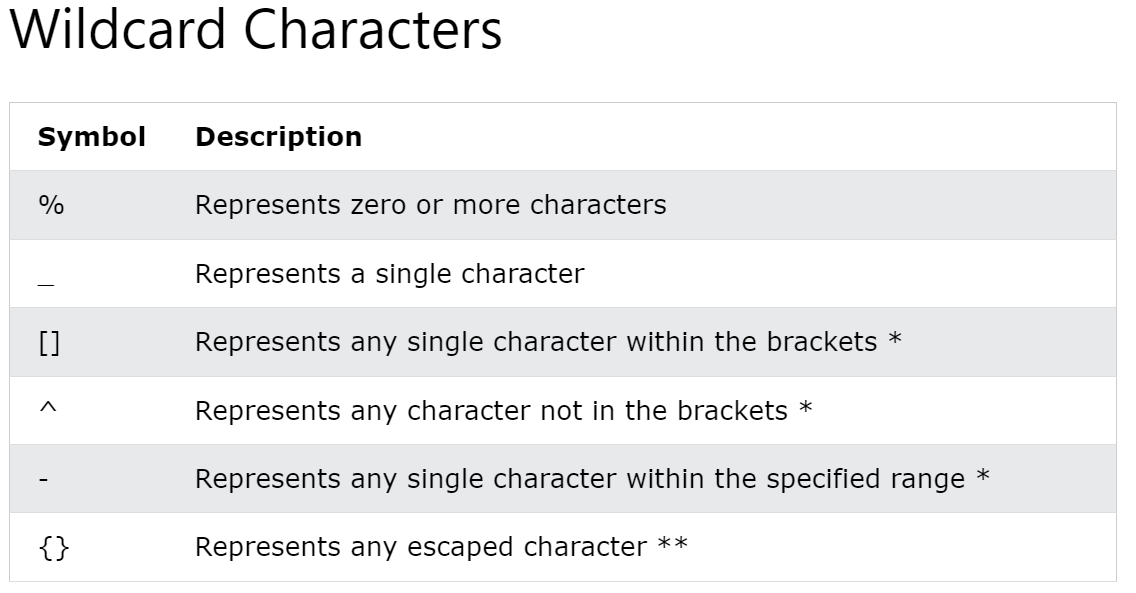 Wildcard Characters
Symbol Description
% Represents zero or more characters
_ Represents a single character
[] Represents any single character within the brackets *
^ Represents any character not in the brackets *
- Represents any single character within the specified range *
{} Represents any escaped character **